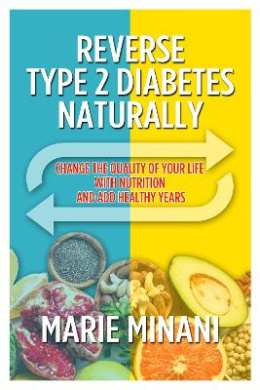 REVERSE
TYPE 2 DIABETES
NATURALLY
CHANGE THE QUALITY OF YOUR LIFE
WITH NUTRITION
AND ADD HEALTHY YEARS
MARIE MINANI